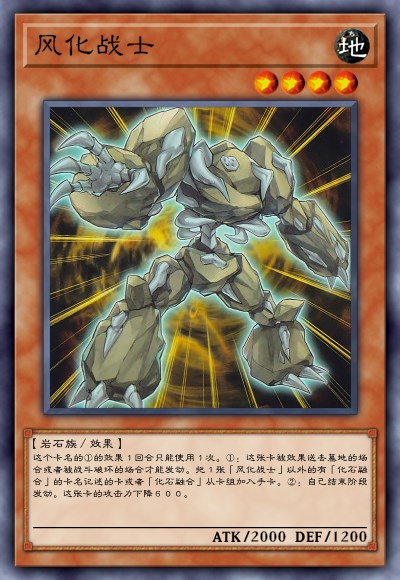 风化战士
地
【岩石族／效果】
这个卡名的①的效果1回合只能使用1次。①：这张卡被效果送去墓地的场
合或者被战斗破坏的场合才能发动。把1张「风化战士」以外的有「化石融
合」的卡名记述的卡或者「化石融合」从卡组加入手卡。②：自己结束阶段
发动。这张卡的攻击力下降600。
ATK/2000 DEF/1200